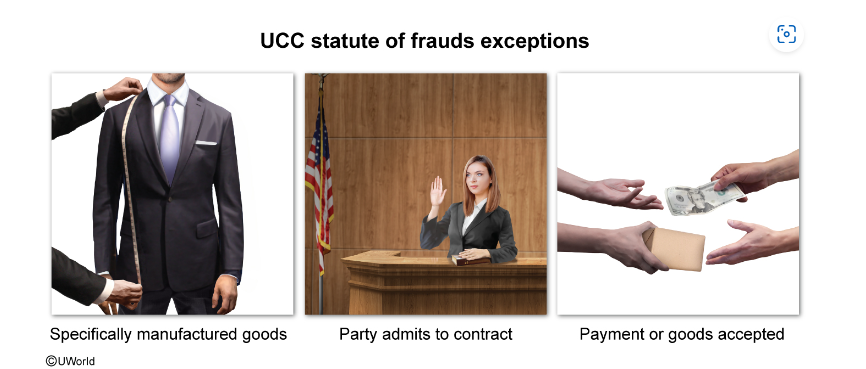 UCC statute of frauds exceptions
Specifically manufactured goods
Party admits to contract
Payment or goods accepted
©UWorld